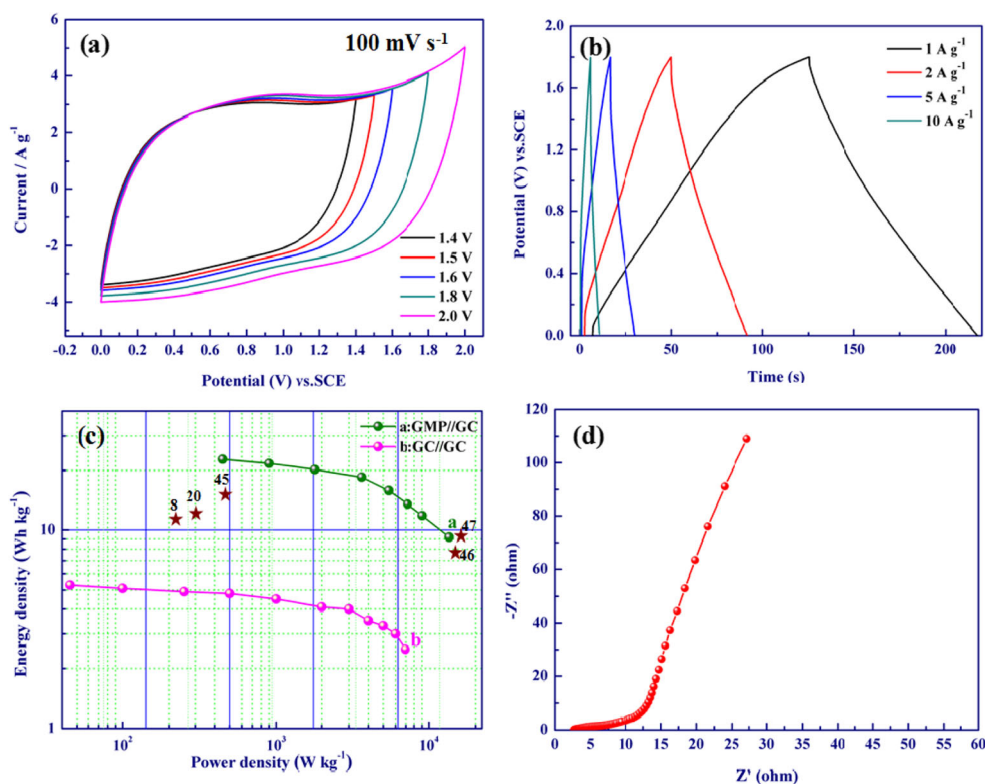 (a)
100 mV s⁻¹
Current / A g⁻¹
6
4
2
0
-2
-4
1.4 V
1.5 V
1.6 V
1.8 V
2.0 V
-0.2 0.0 0.2 0.4 0.6 0.8 1.0 1.2 1.4 1.6 1.8 2.0
Potential (V) vs.SCE
(b)
1 A g⁻¹
2 A g⁻¹
5 A g⁻¹
10 A g⁻¹
Potential (V) vs.SCE
2.0
1.6
1.2
0.8
0.4
0.0
0 50 100 150 200
Time (s)
(c)
a:GMP//GC
b:GC//GC
Energy density (Wh kg⁻¹)
10
1
8
20
45
a
47
46
b
10² 10³ 10⁴
Power density (W kg⁻¹)
(d)
-Z'' (ohm)
120
100
80
60
40
20
0
0 5 10 15 20 25 30 35 40 45 50 55 60
Z' (ohm)